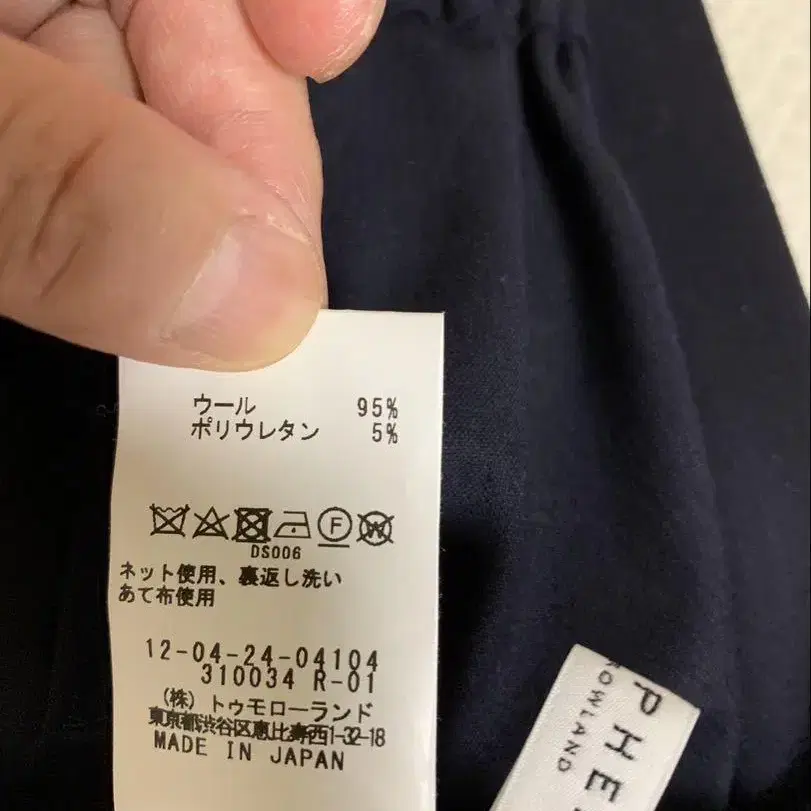 ウール 95%
ポリウレタン 5%
F W
DS006
ネット使用、裏返し洗い
あて布使用
12-04-24-04104
310034 R-01
(株) トゥモローランド
東京都渋谷区恵比寿西1-32-18
MADE IN JAPAN
PHE
ROWLAND